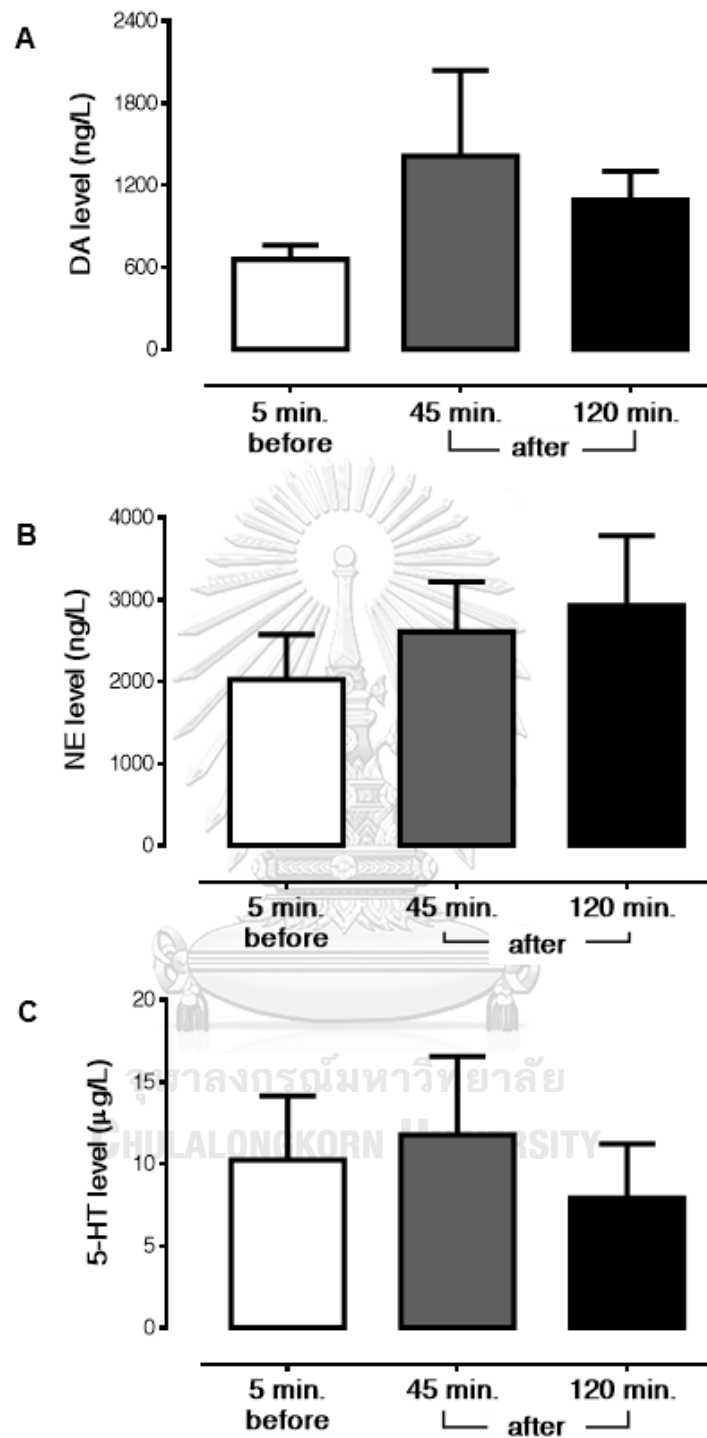 A
DA level (ng/L)
2400
1800
1200
600
0
5 min. 45 min. 120 min.
before after
B
NE level (ng/L)
4000
3000
2000
1000
0
5 min. 45 min. 120 min.
before after
C
5-HT level (μg/L)
20
15
10
5
0
จุฬาลงกรณ์มหาวิทยาลัย
CHULALONGKORN UNIVERSITY
5 min. 45 min. 120 min.
before after